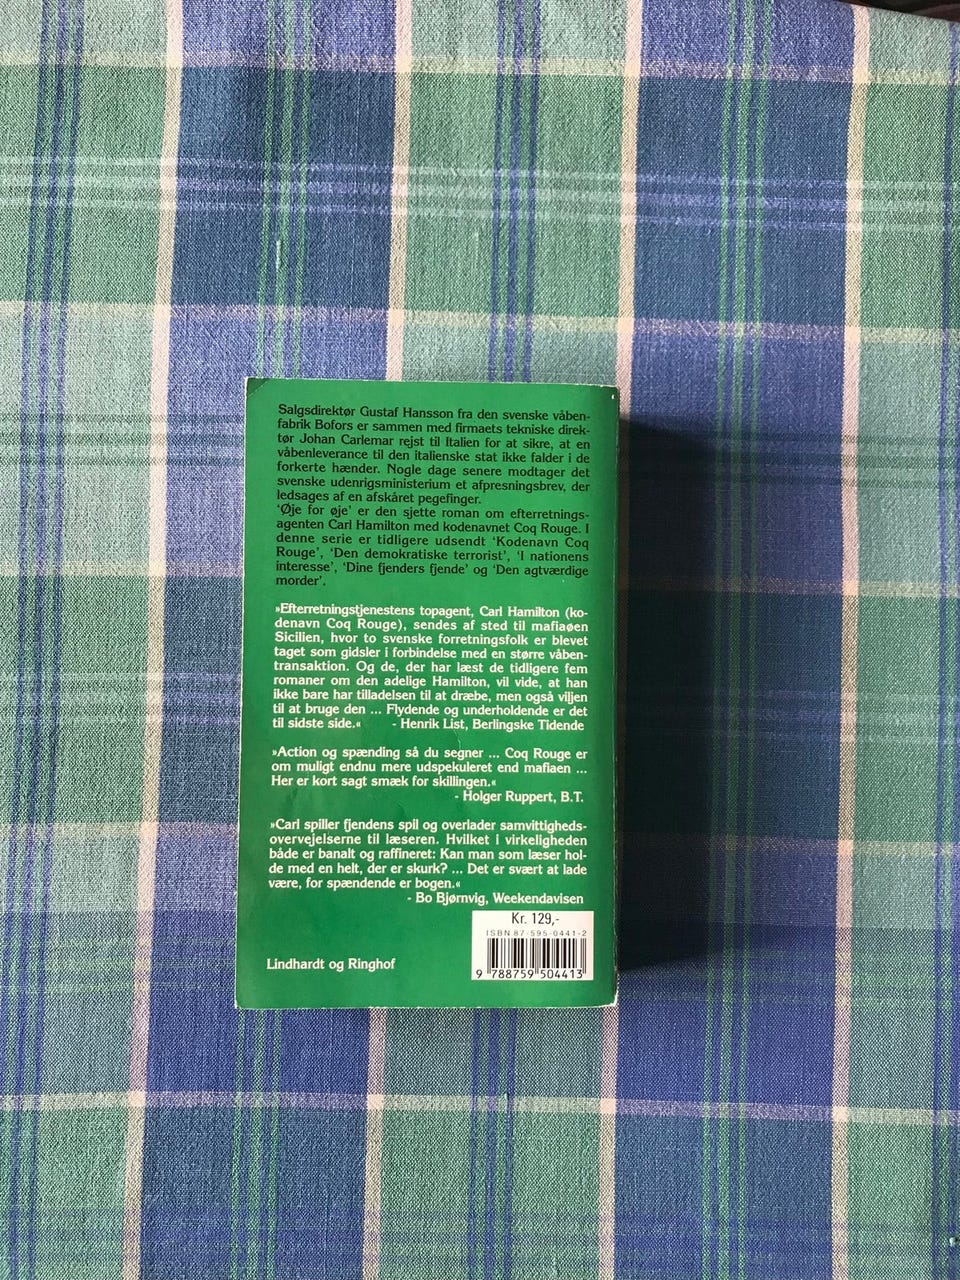 Salgsdirektør Gustaf Hansson fra den svenske våben-
fabrik Bofors er sammen med firmaets tekniske direk-
tør Johan Carlemar rejst til Italien for at sikre, at en
våbenleverance til den italienske stat ikke falder i de
forkerte hænder. Nogle dage senere modtager det
svenske udenrigsministerium et afpresningsbrev, der
ledsages af en afskåret pegefinger.
‘Øje for øje’ er den sjette roman om efterretnings-
agenten Carl Hamilton med kodenavnet Coq Rouge. I
denne serie er tidligere udsendt ‘Kodenavn Coq
Rouge’, ‘Den demokratiske terrorist’, ‘I nationens
interesse’, ‘Dine fjenders fjende’ og ‘Den agtværdige
morder’.
»Efterretningstjenestens topagent, Carl Hamilton (ko-
denavn Coq Rouge), sendes af sted til mafiaøen
Sicilien, hvor to svenske forretningsfolk er blevet
taget som gidsler i forbindelse med en større våben-
transaktion. Og de, der har læst de tidligere fem
romaner om den adelige Hamilton, vil vide, at han
ikke bare har tilladelsen til at dræbe, men også viljen
til at bruge den ... Flydende og underholdende er det
til sidste side.« - Henrik List, Berlingske Tidende
»Action og spænding så du segner ... Coq Rouge er
om muligt endnu mere udspekuleret end mafiaen ...
Her er kort sagt smæk for skillingen.«
- Holger Ruppert, B.T.
»Carl spiller fjendens spil og overlader samvittigheds-
overvejelserne til læseren. Hvilket i virkeligheden
både er banalt og raffineret: Kan man som læser hol-
de med en helt, der er skurk? ... Det er svært at lade
være, for spændende er bogen.«
- Bo Bjørnvig, Weekendavisen
Kr. 129,-
ISBN 87-595-0441-2
9 788759 504413
Lindhardt og Ringhof